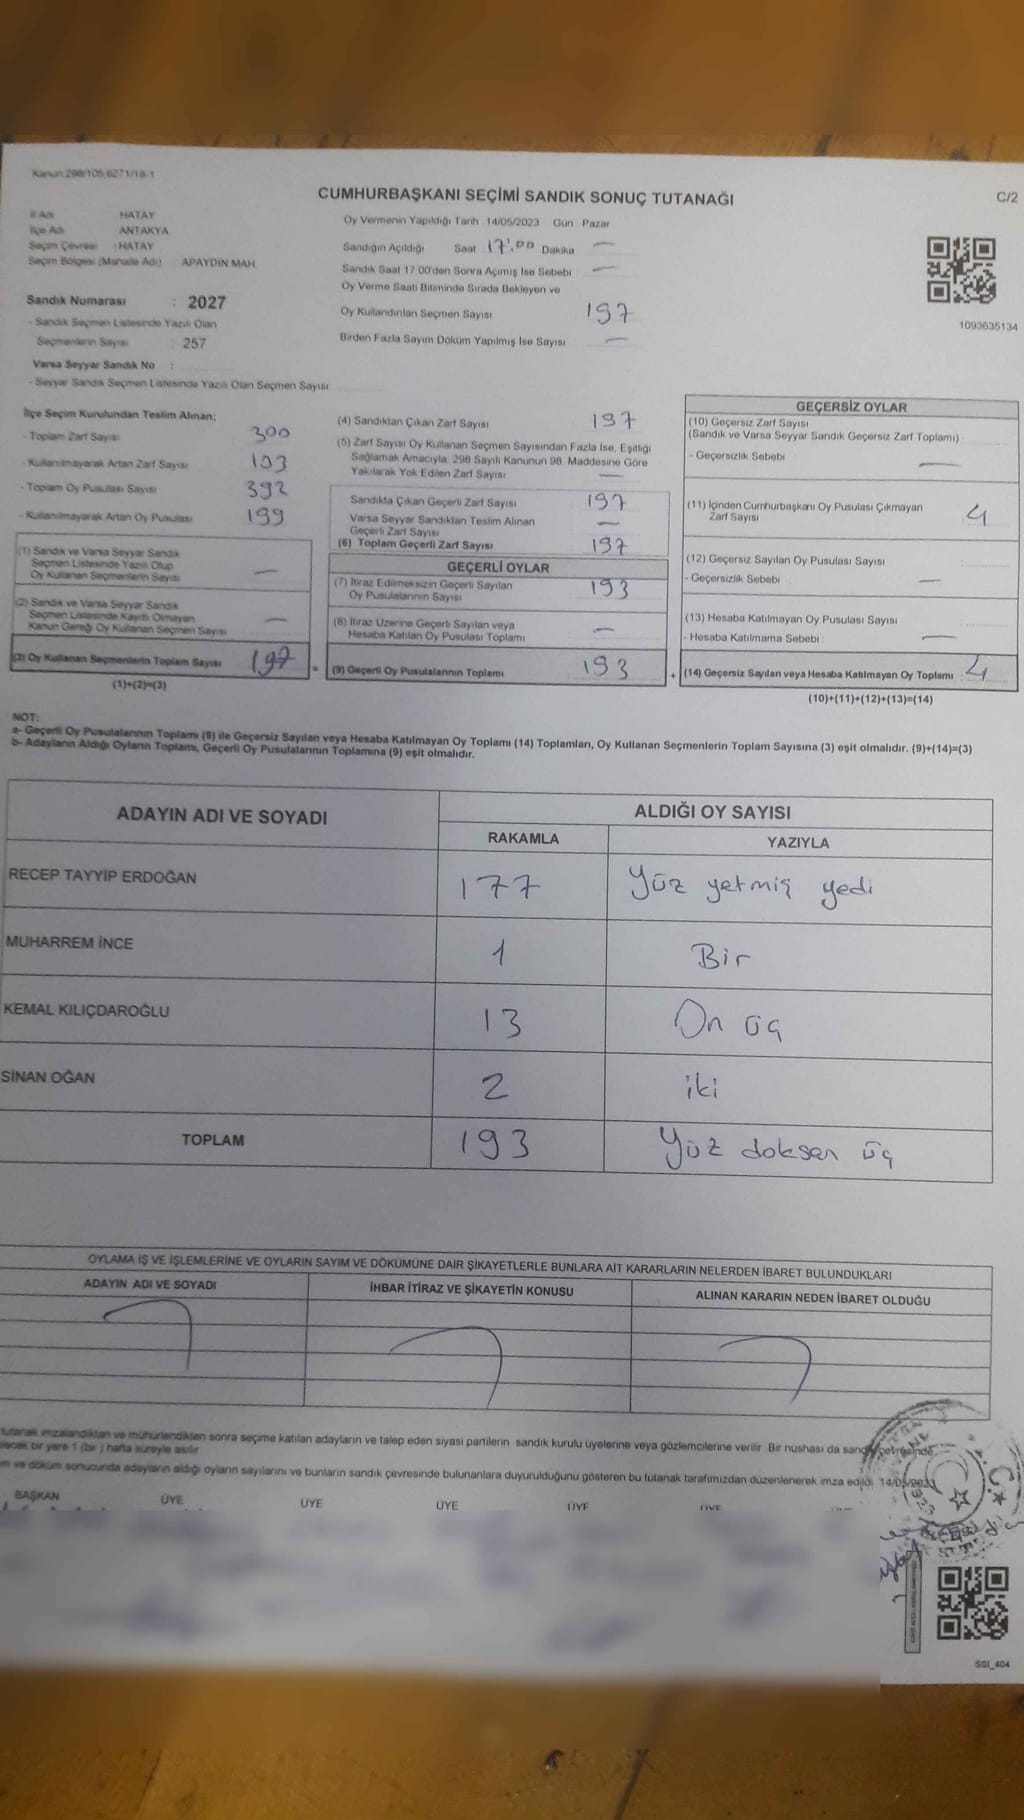 Kanun:298/105,6271/18-1
CUMHURBAŞKANI SEÇİMİ SANDIK SONUÇ TUTANAĞI
C/2
İl Adı : HATAY
İlçe Adı : ANTAKYA
Seçim Çevresi : HATAY
Seçim Bölgesi (Mahalle Adı) APAYDIN MAH.
Sandık Numarası : 2027
- Sandık Seçmen Listesinde Yazılı Olan
Seçmenlerin Sayısı : 257
Varsa Seyyar Sandık No :
- Seyyar Sandık Seçmen Listesinde Yazılı Olan Seçmen Sayısı
Oy Vermenin Yapıldığı Tarih : 14/05/2023 Gün : Pazar
Sandığın Açıldığı Saat 17:00 Dakika —
Sandık Saat 17:00'den Sonra Açılmış İse Sebebi —
Oy Verme Saati Bitiminde Sırada Bekleyen ve
Oy Kullandırılan Seçmen Sayısı 197
Birden Fazla Sayım Döküm Yapılmış İse Sayısı —
1093635134
İlçe Seçim Kurulundan Teslim Alınan;
- Toplam Zarf Sayısı 300
- Kullanılmayarak Artan Zarf Sayısı 103
- Toplam Oy Pusulası Sayısı 392
- Kullanılmayarak Artan Oy Pusulası 199
(1) Sandık ve Varsa Seyyar Sandık
Seçmen Listesinde Yazılı Olup
Oy Kullanan Seçmenlerin Sayısı —
(2) Sandık ve Varsa Seyyar Sandık
Seçmen Listesinde Kayıtlı Olmayan
Kanun Gereği Oy Kullanan Seçmen Sayısı —
(3) Oy Kullanan Seçmenlerin Toplam Sayısı 197
(1)+(2)=(3)
(4) Sandıktan Çıkan Zarf Sayısı 197
(5) Zarf Sayısı Oy Kullanan Seçmen Sayısından Fazla İse, Eşitliği
Sağlamak Amacıyla, 298 Sayılı Kanunun 98. Maddesine Göre
Yakılarak Yok Edilen Zarf Sayısı —
Sandıkta Çıkan Geçerli Zarf Sayısı 197
Varsa Seyyar Sandıktan Teslim Alınan
Geçerli Zarf Sayısı —
(6) Toplam Geçerli Zarf Sayısı 197
GEÇERLİ OYLAR
(7) İtiraz Edilmeksizin Geçerli Sayılan
Oy Pusulalarının Sayısı 193
(8) İtiraz Üzerine Geçerli Sayılan veya
Hesaba Katılan Oy Pusulası Toplamı —
= (9) Geçerli Oy Pusulalarının Toplamı 193
GEÇERSİZ OYLAR
(10) Geçersiz Zarf Sayısı
(Sandık ve Varsa Seyyar Sandık Geçersiz Zarf Toplamı)
- Geçersizlik Sebebi : —
(11) İçinden Cumhurbaşkanı Oy Pusulası Çıkmayan
Zarf Sayısı 4
(12) Geçersiz Sayılan Oy Pusulası Sayısı
- Geçersizlik Sebebi : —
(13) Hesaba Katılmayan Oy Pusulası Sayısı
- Hesaba Katılmama Sebebi : —
+ (14) Geçersiz Sayılan veya Hesaba Katılmayan Oy Toplamı : 4
(10)+(11)+(12)+(13)=(14)
NOT:
a- Geçerli Oy Pusulalarının Toplamı (9) ile Geçersiz Sayılan veya Hesaba Katılmayan Oy Toplamı (14) Toplamları, Oy Kullanan Seçmenlerin Toplam Sayısına (3) eşit olmalıdır. (9)+(14)=(3)
b- Adayların Aldığı Oyların Toplamı, Geçerli Oy Pusulalarının Toplamına (9) eşit olmalıdır.
ADAYIN ADI VE SOYADI
ALDIĞI OY SAYISI
RAKAMLA YAZIYLA
RECEP TAYYİP ERDOĞAN 177 Yüz yetmiş yedi
MUHARREM İNCE 1 Bir
KEMAL KILIÇDAROĞLU 13 On üç
SİNAN OĞAN 2 iki
TOPLAM 193 Yüz doksan üç
OYLAMA İŞ VE İŞLEMLERİNE VE OYLARIN SAYIM VE DÖKÜMÜNE DAİR ŞİKAYETLERLE BUNLARA AİT KARARLARIN NELERDEN İBARET BULUNDUKLARI
ADAYIN ADI VE SOYADI İHBAR İTİRAZ VE ŞİKAYETİN KONUSU ALINAN KARARIN NEDEN İBARET OLDUĞU
tutanak imzalandıktan ve mühürlendikten sonra seçime katılan adayların ve talep eden siyasi partilerin sandık kurulu üyelerine veya gözlemcilerine verilir. Bir nüshası da sandık çevresinde
bir yere 1 (bir ) hafta süreyle asılır.
ve döküm sonucunda adayların aldığı oyların sayılarını ve bunların sandık çevresinde bulunanlara duyurulduğunu gösteren bu tutanak tarafımızdan düzenlenerek imza edildi. 14/05/2023
BAŞKAN ÜYE ÜYE ÜYE ÜYE ÜYE
SSI_404